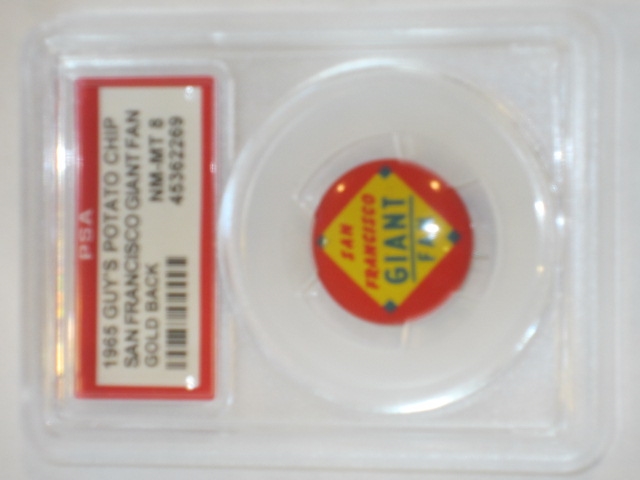 PSA
1965 GUY'S POTATO CHIP
SAN FRANCISCO GIANT FAN
GOLD BACK NM-MT 8
45362269
SAN
FRANCISCO
GIANT
FAN